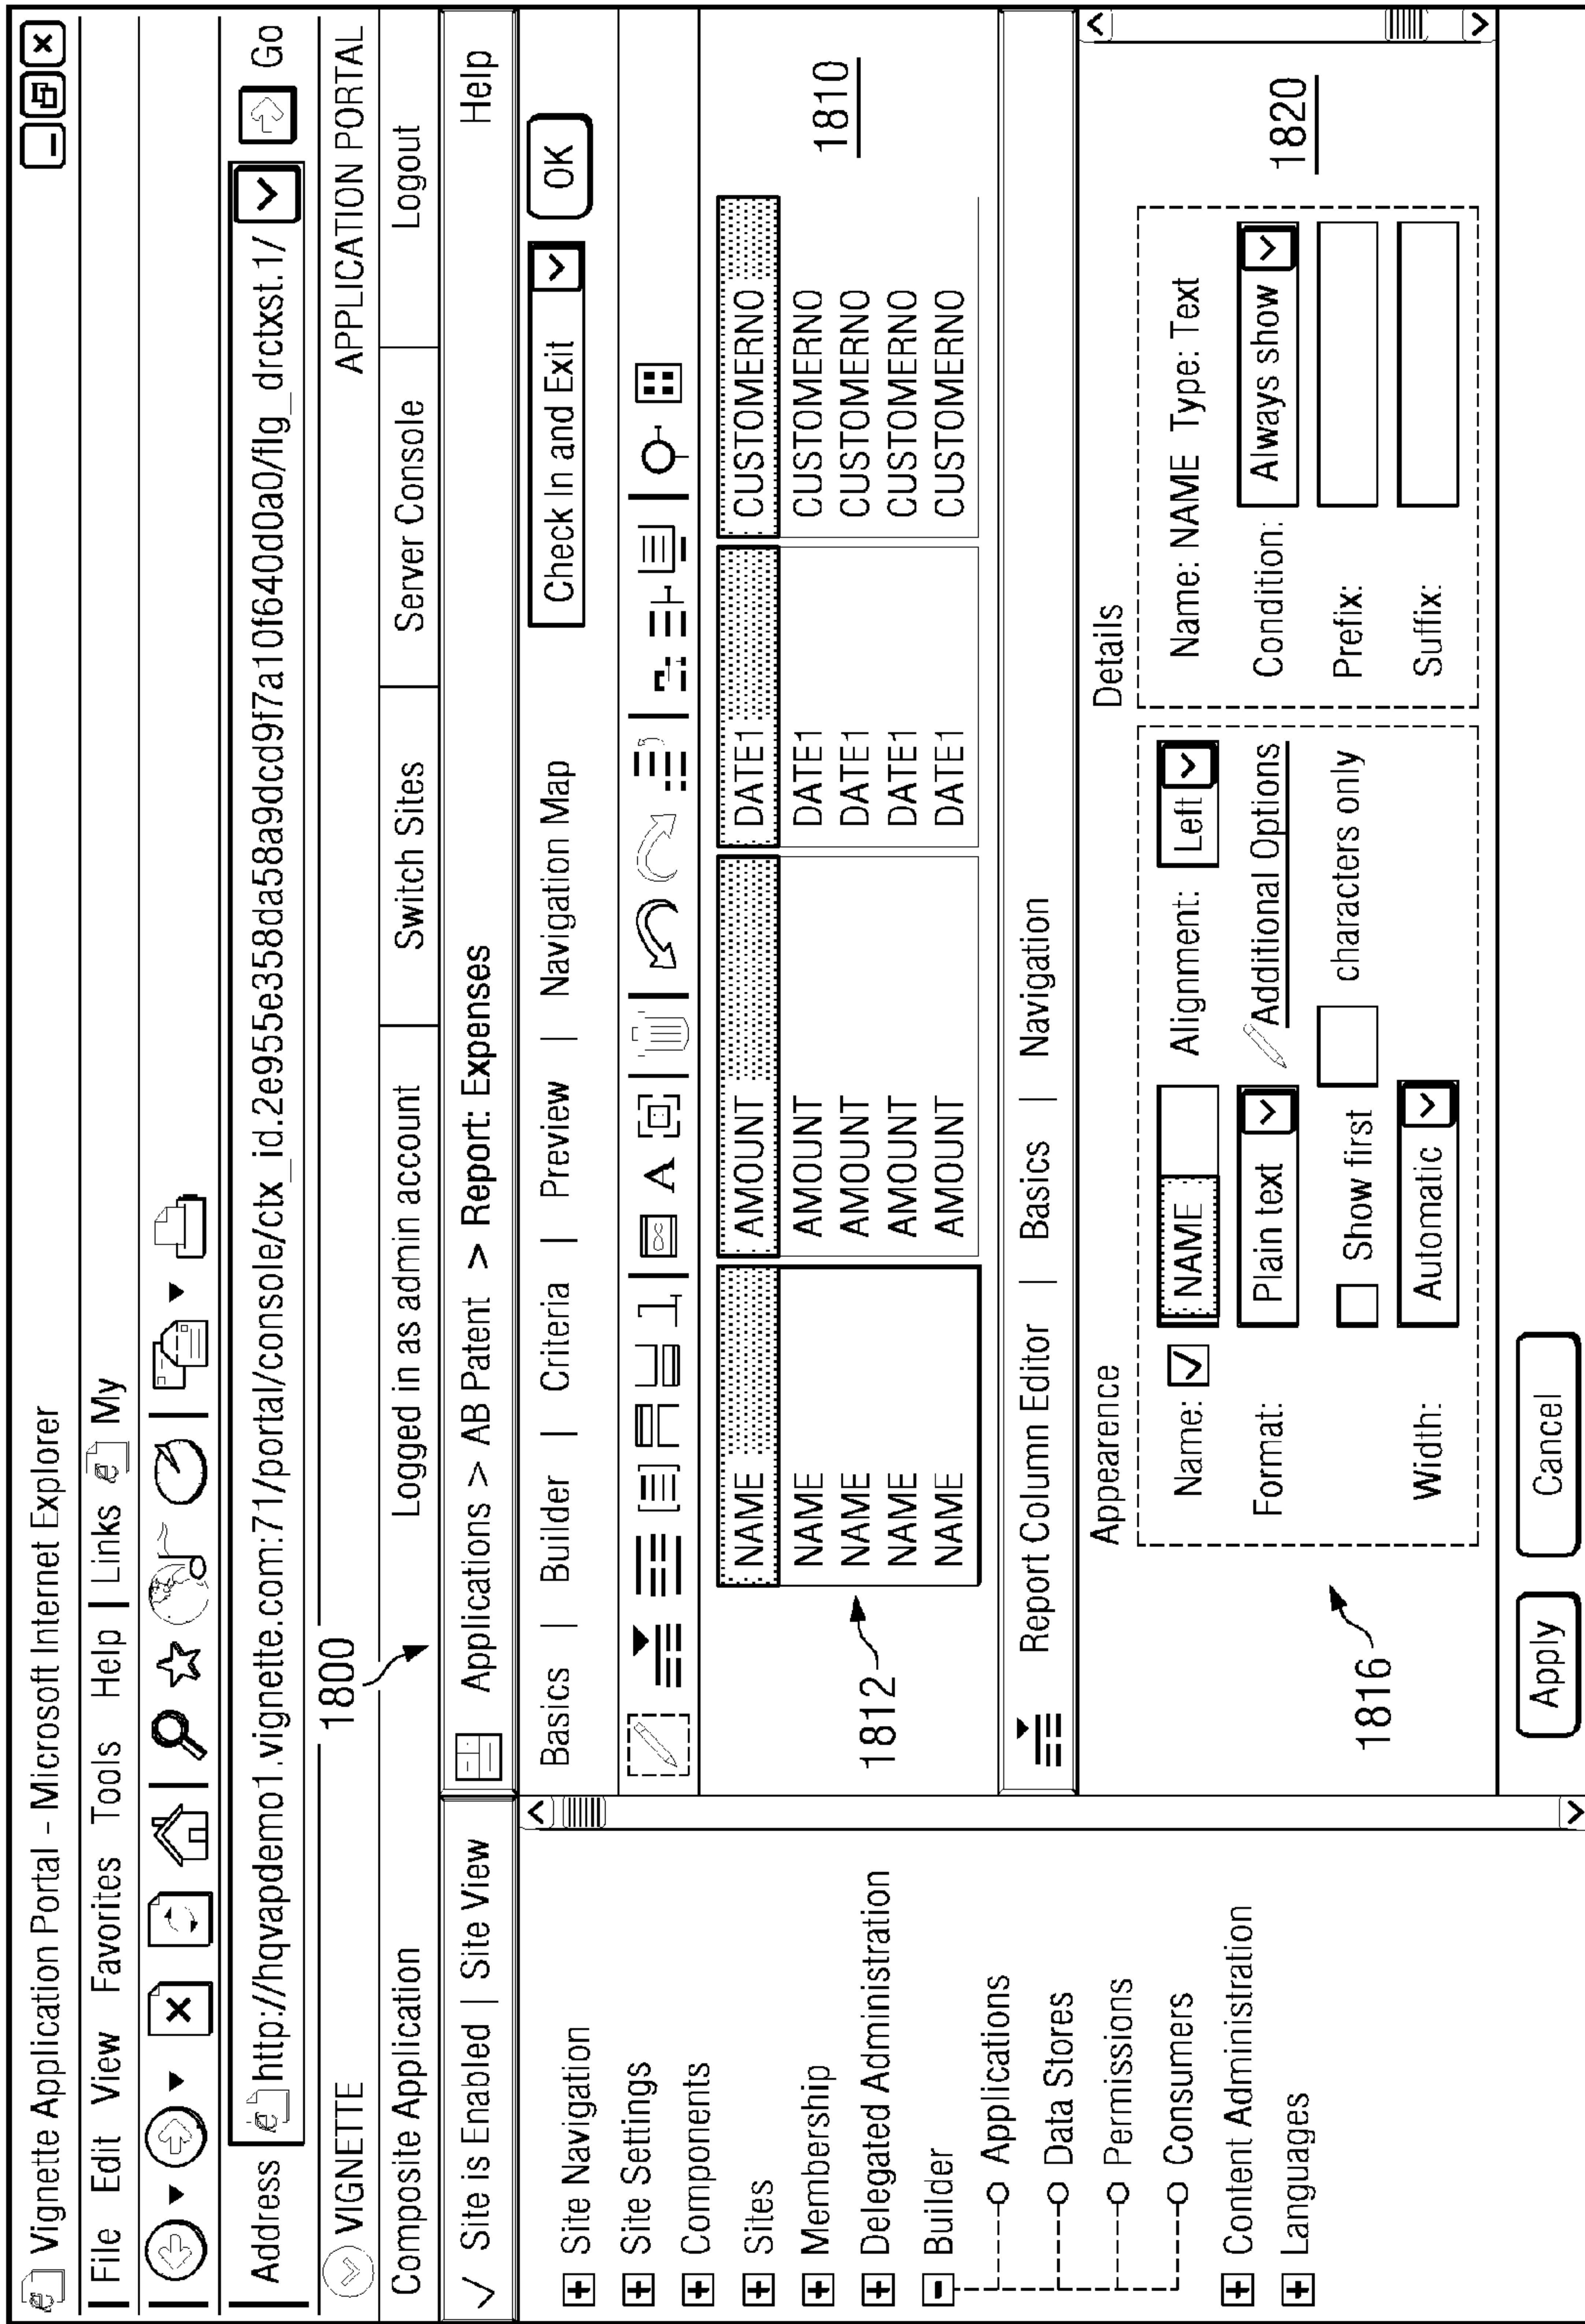 Vignette Application Portal - Microsoft Internet Explorer
File Edit View Favorites Tools Help Links My
Address http://hqvapdemo1.vignette.com:71/portal/console/ctx_id.2e955e358da58a9dcd9f7a10f640d0a0/flg_drctxst.1/ Go
VIGNETTE 1800 APPLICATION PORTAL
Composite Application Logged in as admin account Switch Sites Server Console Logout
Site is Enabled | Site View Applications > AB Patent > Report: Expenses Help
Basics | Builder | Criteria | Preview | Navigation Map Check In and Exit OK
Site Navigation
Site Settings
Components
Sites
Membership
Delegated Administration
Builder
Applications
Data Stores
Permissions
Consumers
Content Administration
Languages
NAME AMOUNT DATE1 CUSTOMERNO
NAME AMOUNT DATE1 CUSTOMERNO
NAME AMOUNT DATE1 CUSTOMERNO
NAME AMOUNT DATE1 CUSTOMERNO
NAME AMOUNT DATE1 CUSTOMERNO
1812
1810
Report Column Editor | Basics | Navigation
Appearence
Name: NAME Alignment: Left
Format: Plain text Additional Options
Show first characters only
Width: Automatic
1816
Details
Name: NAME Type: Text
Condition: Always show
Prefix:
Suffix:
1820
Apply Cancel